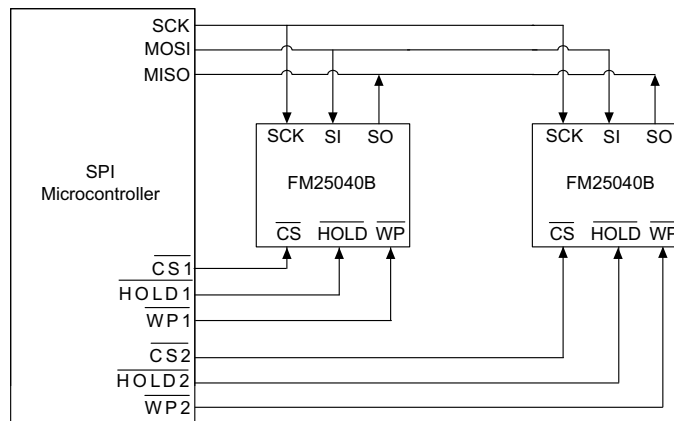 SCK
MOSI
MISO
SCK SI SO
SCK SI SO
FM25040B
FM25040B
SPI
Microcontroller
CS HOLD WP
CS HOLD WP
CS1
HOLD1
WP1
CS2
HOLD2
WP2